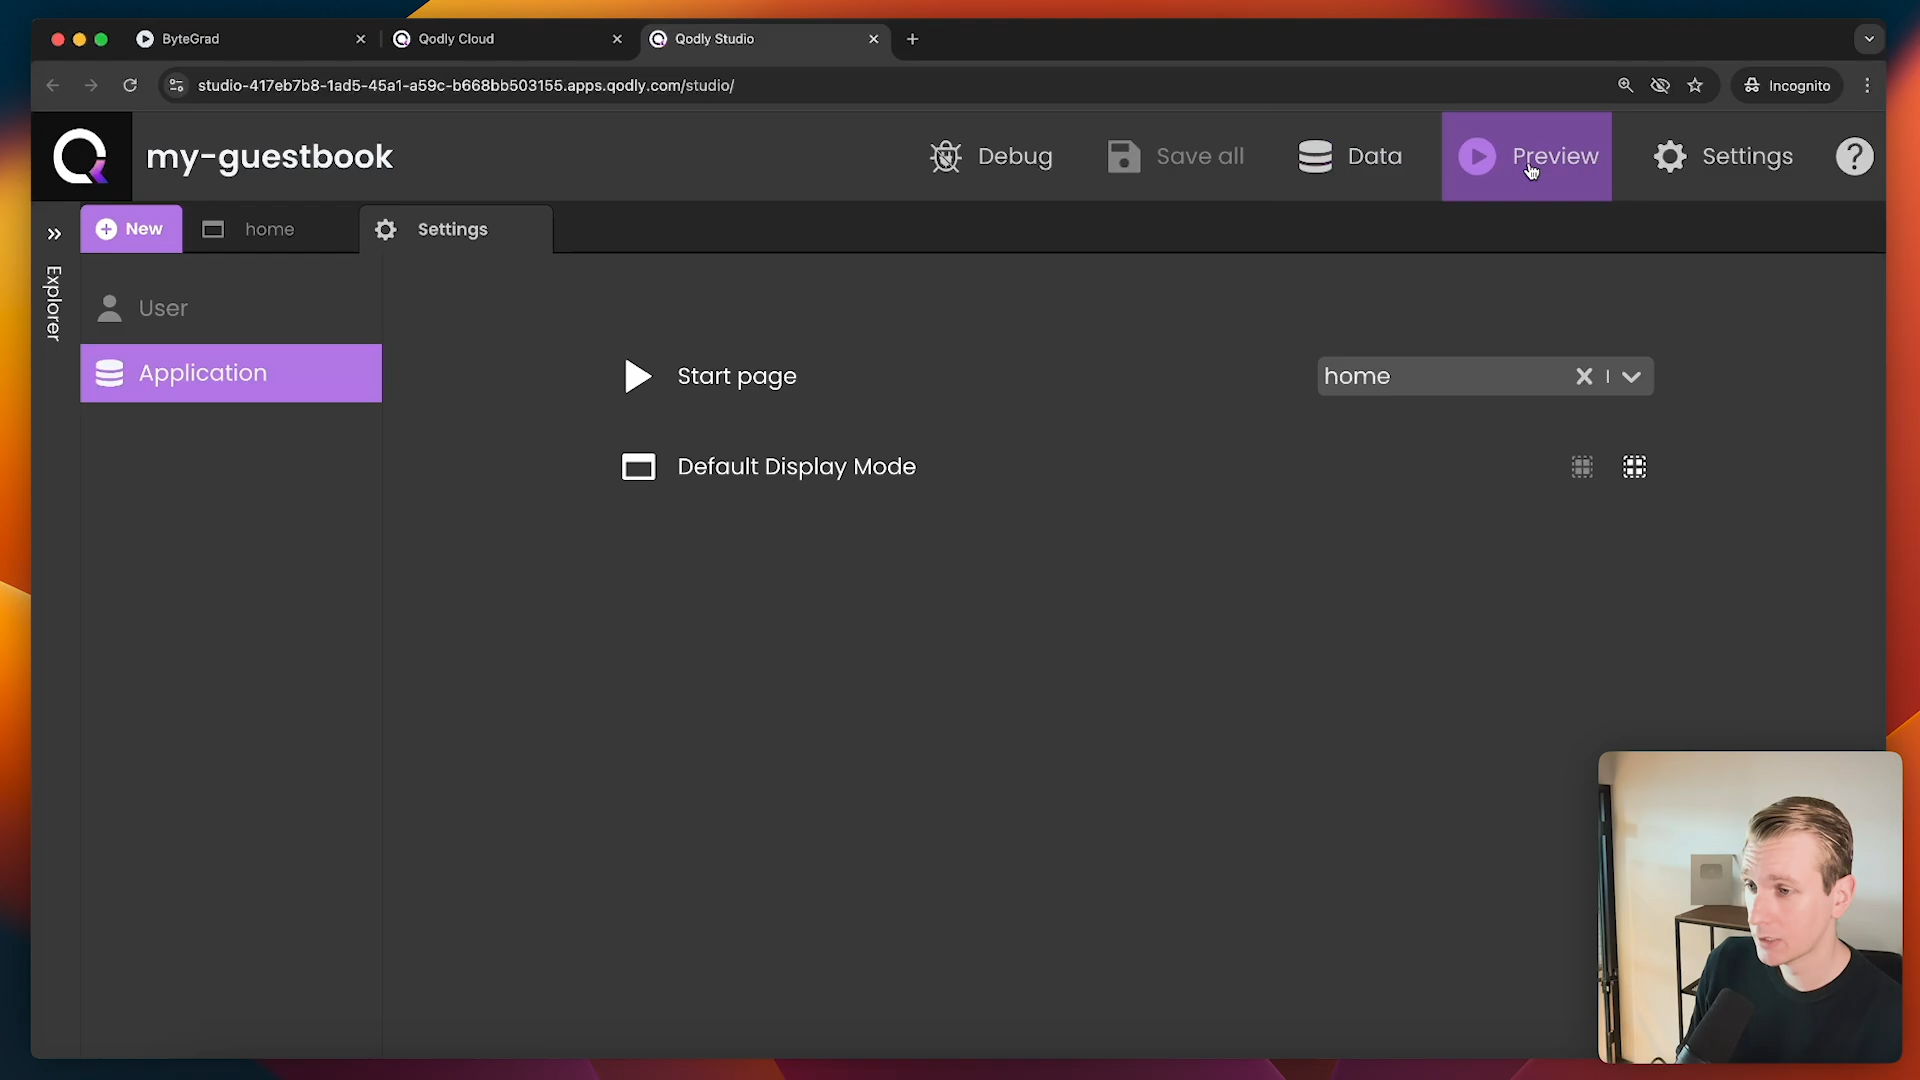 ByteGrad
Qodly Cloud
Qodly Studio
studio-417eb7b8-1ad5-45a1-a59c-b668bb503155.apps.qodly.com/studio/
Incognito
my-guestbook
Debug
Save all
Data
Preview
Settings
New
home
Settings
Explorer
User
Application
Start page
home
Default Display Mode